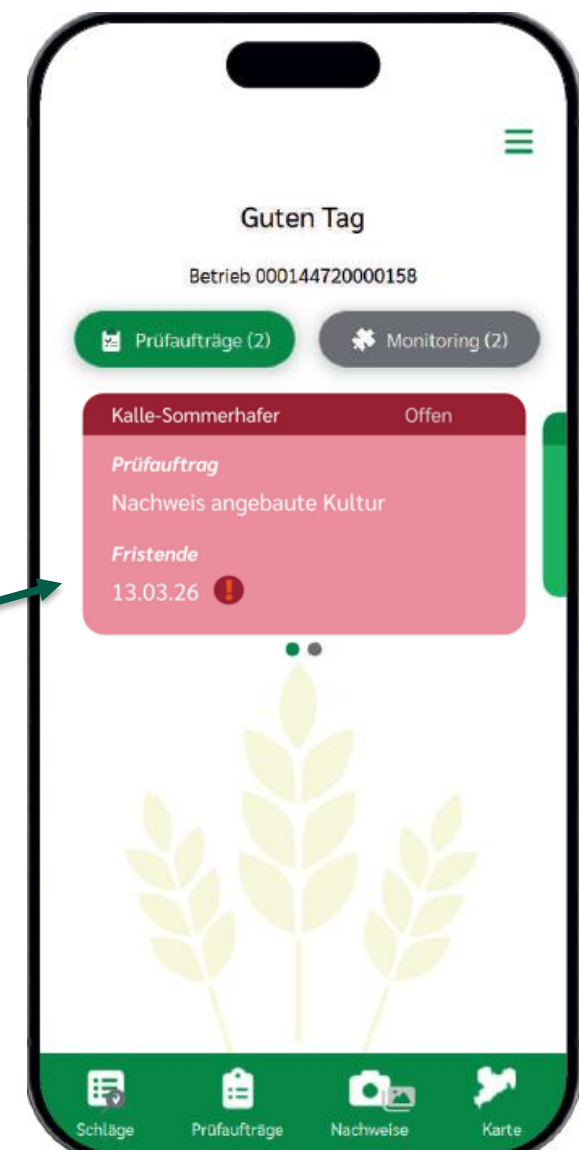 Guten Tag
Betrieb 000144720000158
Prüfaufträge (2)
Monitoring (2)
Kalle-Sommerhafer
Offen
Prüfauftrag
Nachweis angebaute Kultur
Fristende
13.03.26 !
Schläge
Prüfaufträge
Nachweise
Karte